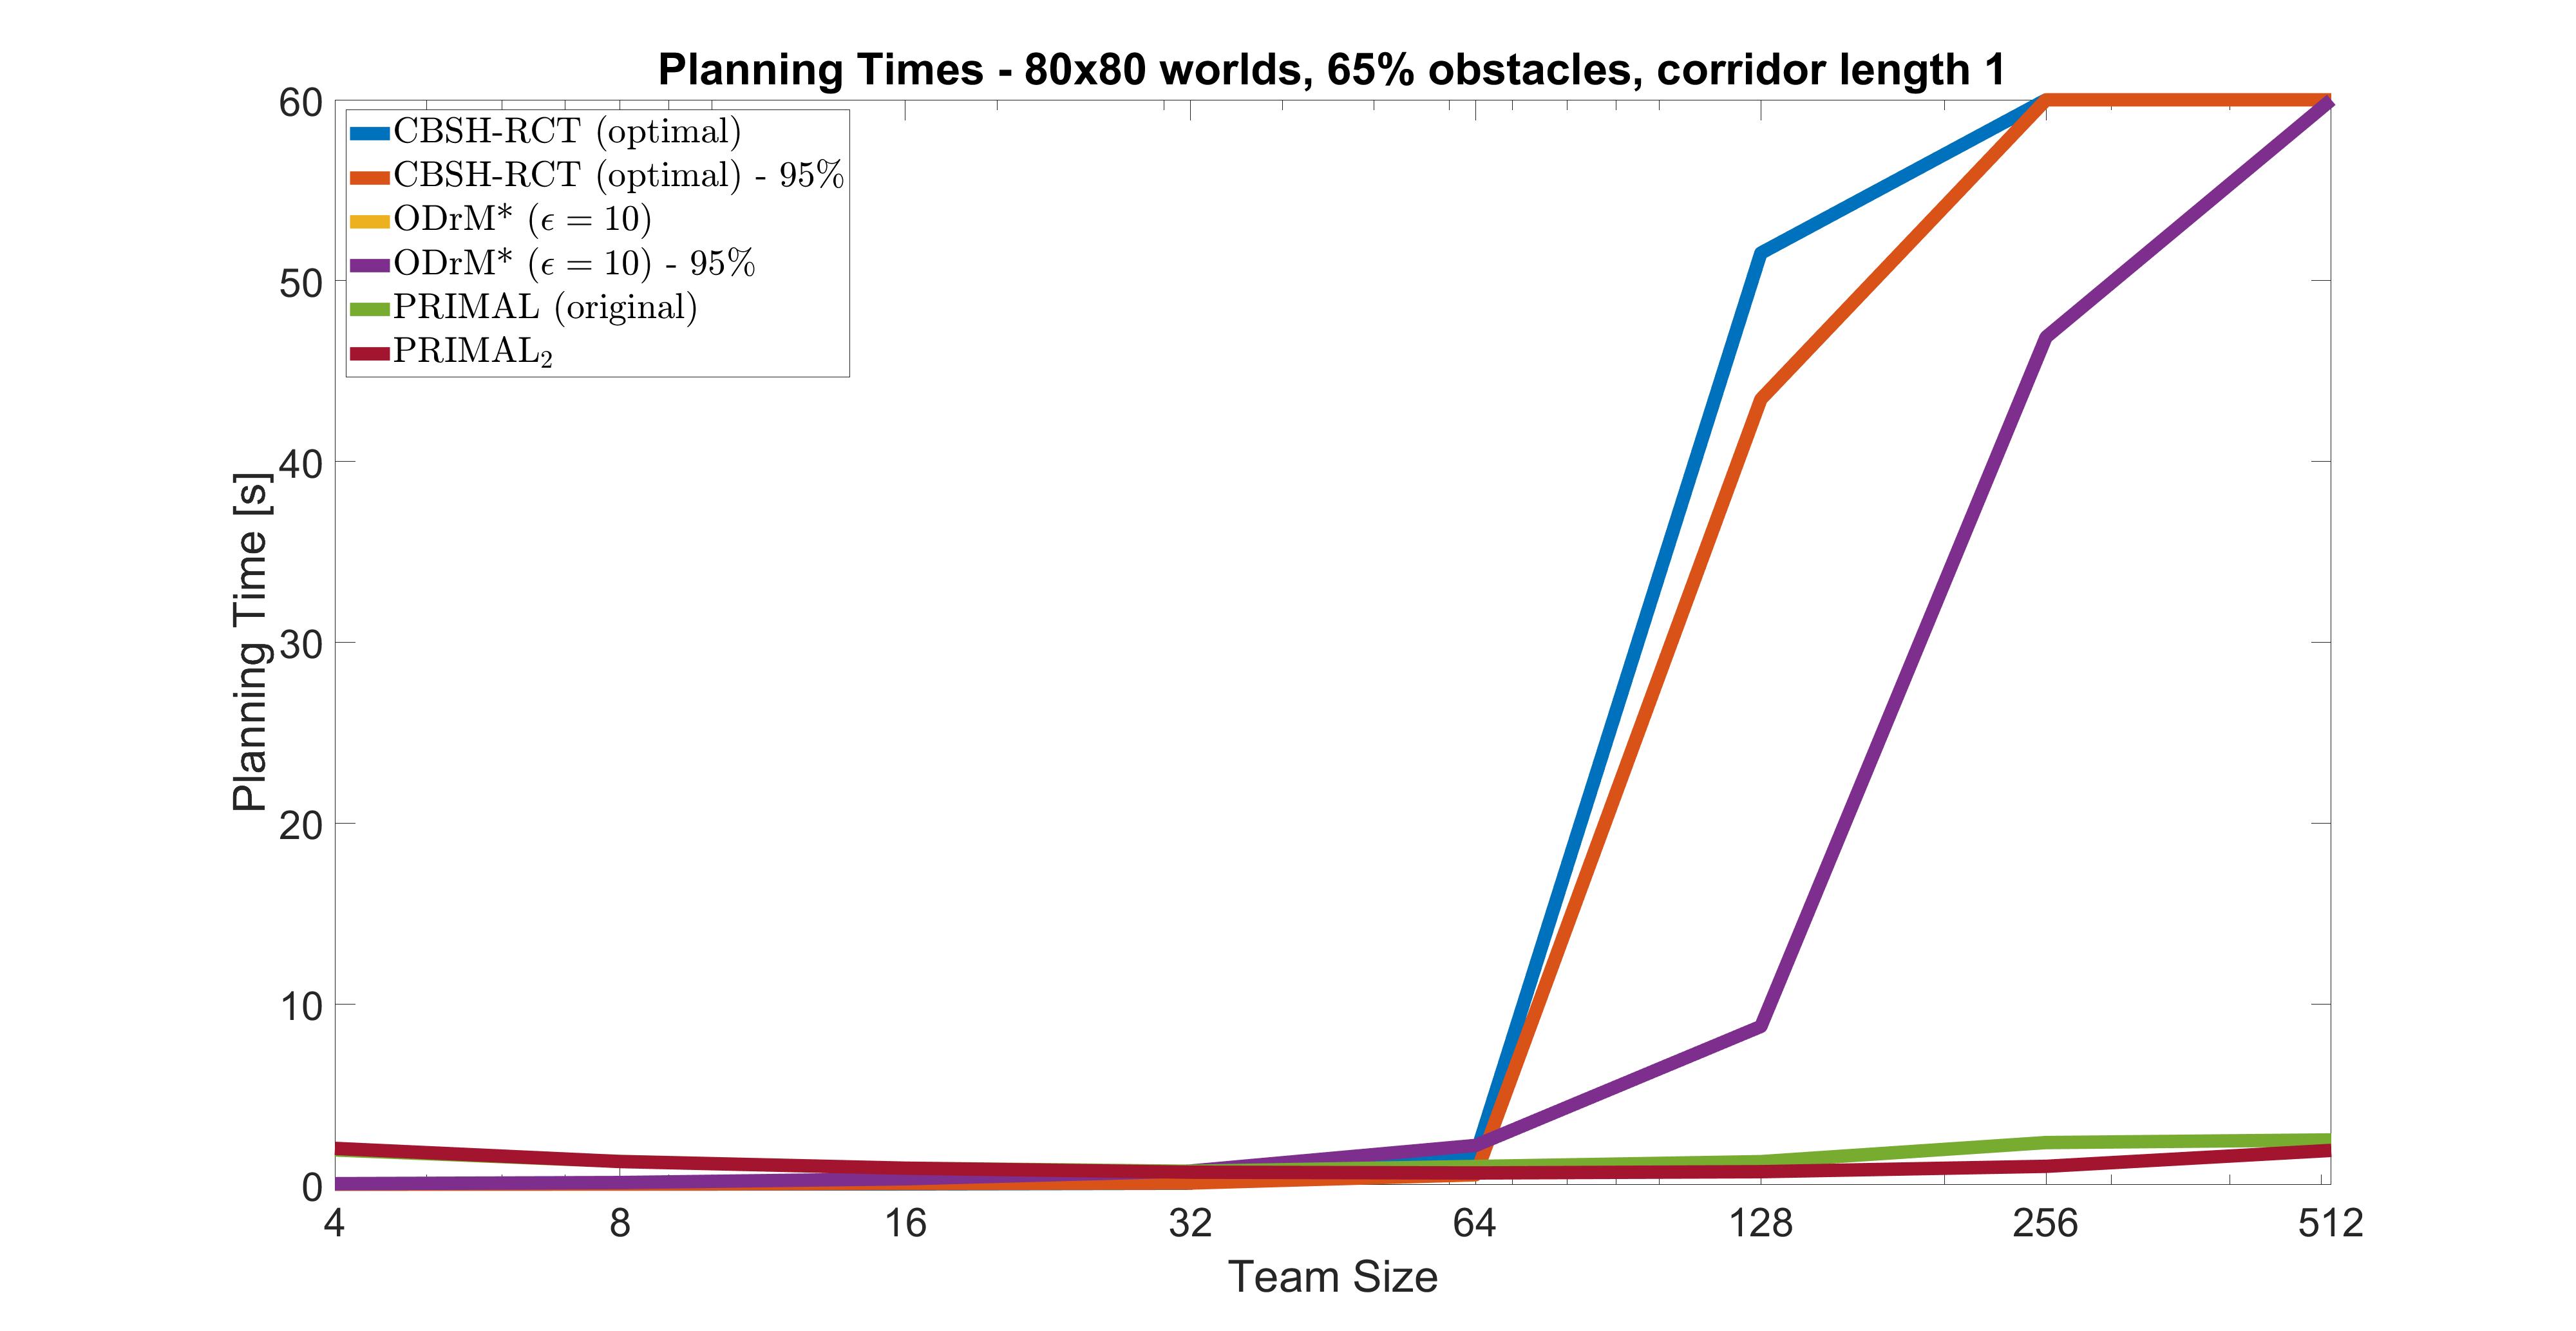 Planning Times - 80x80 worlds, 65% obstacles, corridor length 1
60
50
40
30
20
10
0
Planning Time [s]
CBSH-RCT (optimal)
CBSH-RCT (optimal) - 95%
ODrM* (ϵ = 10)
ODrM* (ϵ = 10) - 95%
PRIMAL (original)
PRIMAL₂
4 8 16 32 64 128 256 512
Team Size